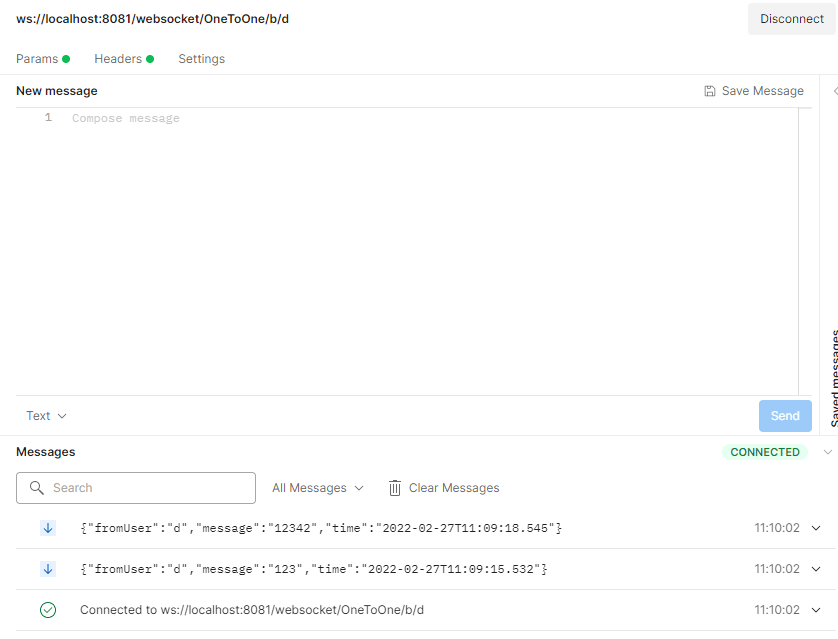 ws://localhost:8081/websocket/OneToOne/b/d
Disconnect
Params Headers Settings
New message
Save Message
1 Compose message
Saved messages
Text
Send
Messages
CONNECTED
Search
All Messages
Clear Messages
{"fromUser":"d","message":"12342","time":"2022-02-27T11:09:18.545"} 11:10:02
{"fromUser":"d","message":"123","time":"2022-02-27T11:09:15.532"} 11:10:02
Connected to ws://localhost:8081/websocket/OneToOne/b/d 11:10:02